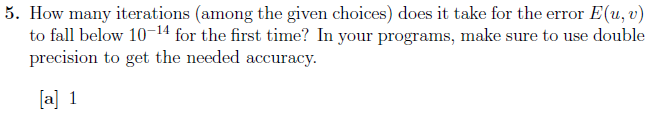 5. How many iterations (among the given choices) does it take for the error E(u, v)
to fall below 10⁻¹⁴ for the first time? In your programs, make sure to use double
precision to get the needed accuracy.
[a] 1